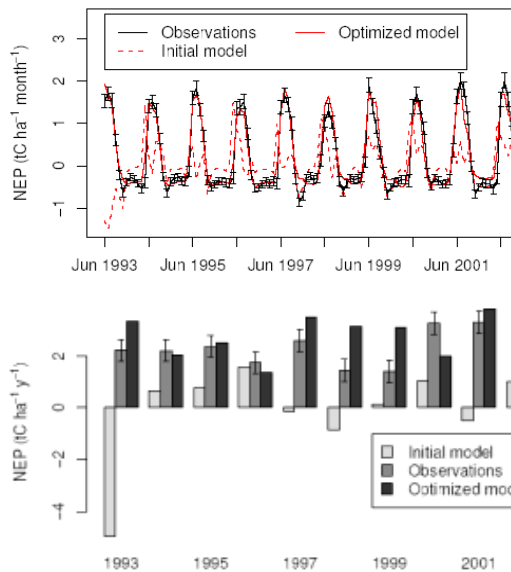 Observations
Initial model
Optimized model
NEP (tC ha⁻¹ month⁻¹)
3
2
1
0
−1
Jun 1993 Jun 1995 Jun 1997 Jun 1999 Jun 2001
NEP (tC ha⁻¹ y⁻¹)
2
0
−2
−4
Initial model
Observations
Optimized mo
1993 1995 1997 1999 2001